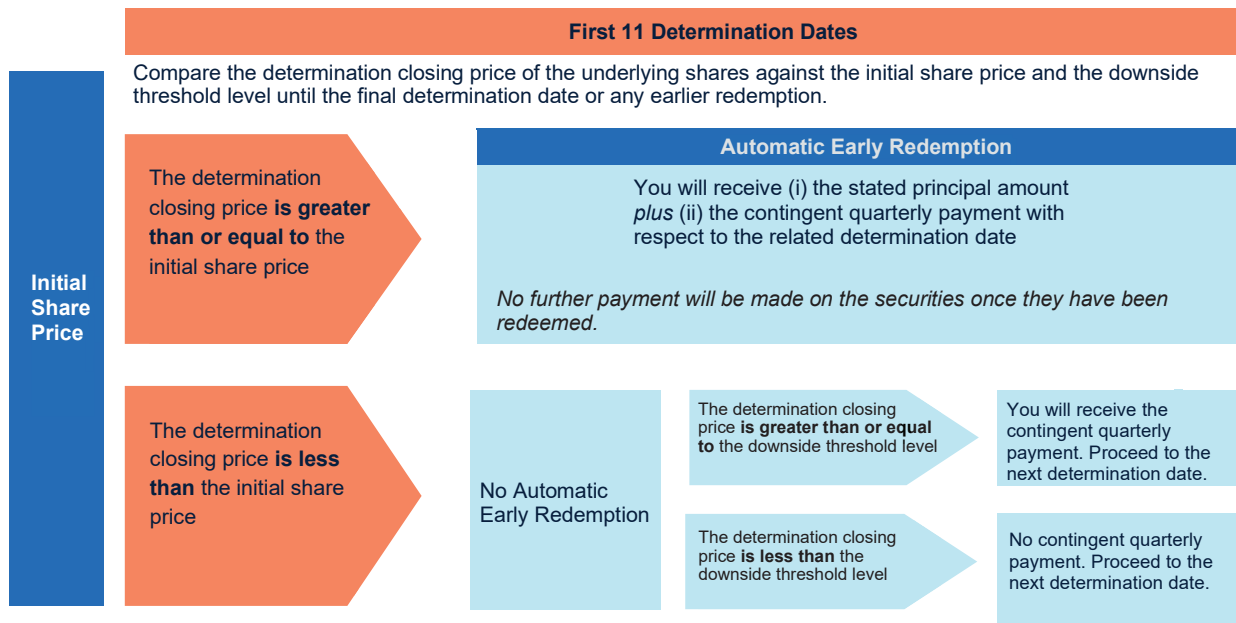 First 11 Determination Dates
Compare the determination closing price of the underlying shares against the initial share price and the downside
threshold level until the final determination date or any earlier redemption.
Initial
Share
Price
The determination
closing price is greater
than or equal to the
initial share price
Automatic Early Redemption
You will receive (i) the stated principal amount
plus (ii) the contingent quarterly payment with
respect to the related determination date
No further payment will be made on the securities once they have been
redeemed.
The determination
closing price is less
than the initial share
price
No Automatic
Early Redemption
The determination closing
price is greater than or equal
to the downside threshold level
You will receive the
contingent quarterly
payment. Proceed to the
next determination date.
The determination closing
price is less than the
downside threshold level
No contingent quarterly
payment. Proceed to the
next determination date.